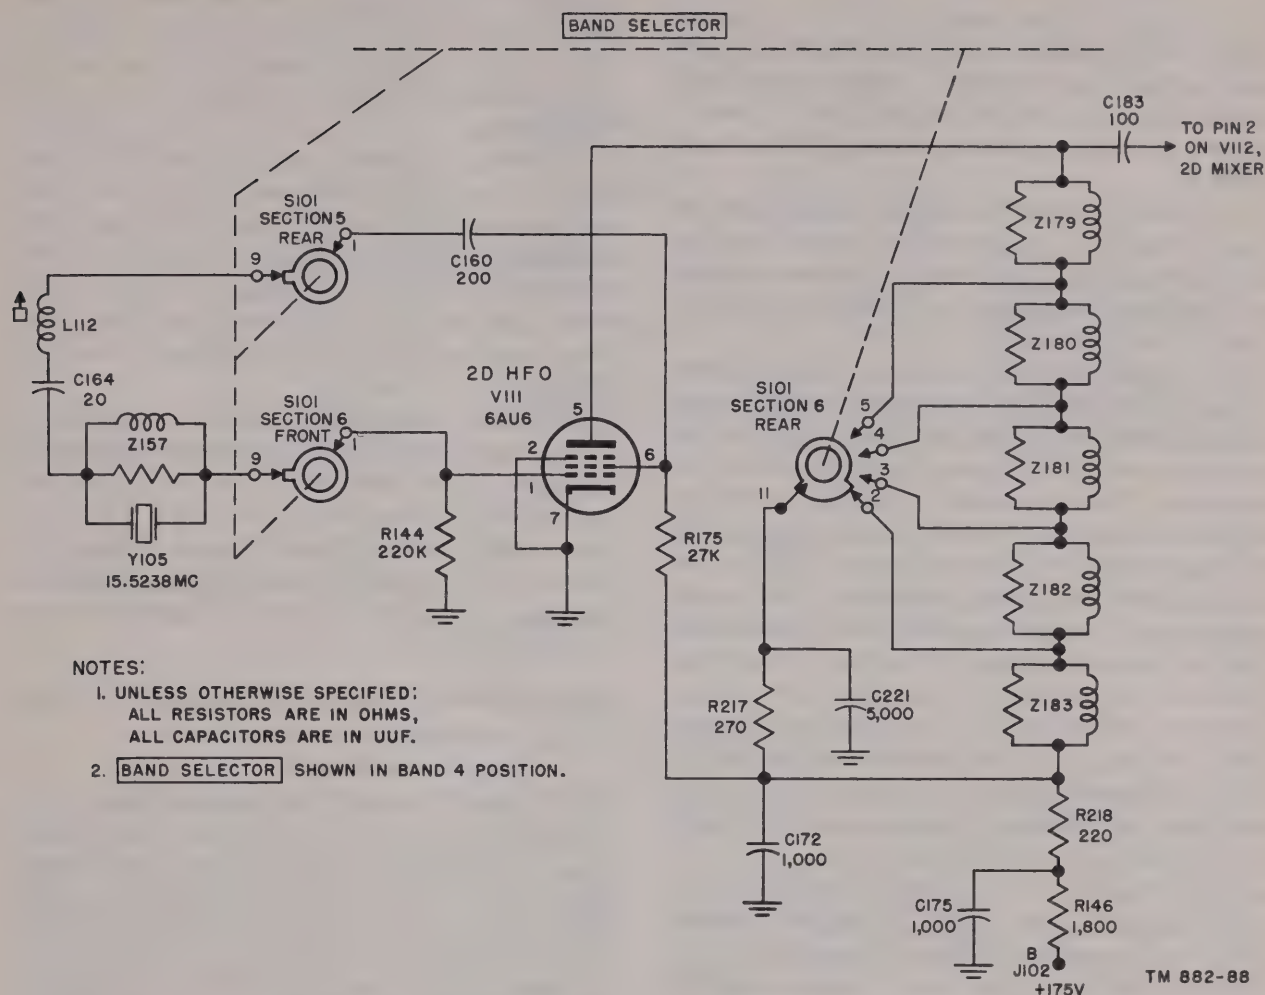 BAND SELECTOR
C183
100
TO PIN 2
ON V112,
2D MIXER
S101
SECTION 5
REAR
1
9
C160
200
Z179
L112
Z180
C164
20
2D HFO
V111
6AU6
5
S101
SECTION 6
REAR
5
4
3
2
11
Z157
S101
SECTION 6
FRONT
1
9
2
1
6
7
Z181
Y105
15.5238MC
R144
220K
R175
27K
Z182
NOTES:
1. UNLESS OTHERWISE SPECIFIED:
ALL RESISTORS ARE IN OHMS,
ALL CAPACITORS ARE IN UUF.
2. BAND SELECTOR SHOWN IN BAND 4 POSITION.
R217
270
C221
5,000
Z183
C172
1,000
R218
220
C175
1,000
R146
1,800
B
J102
+175V
TM 882-88